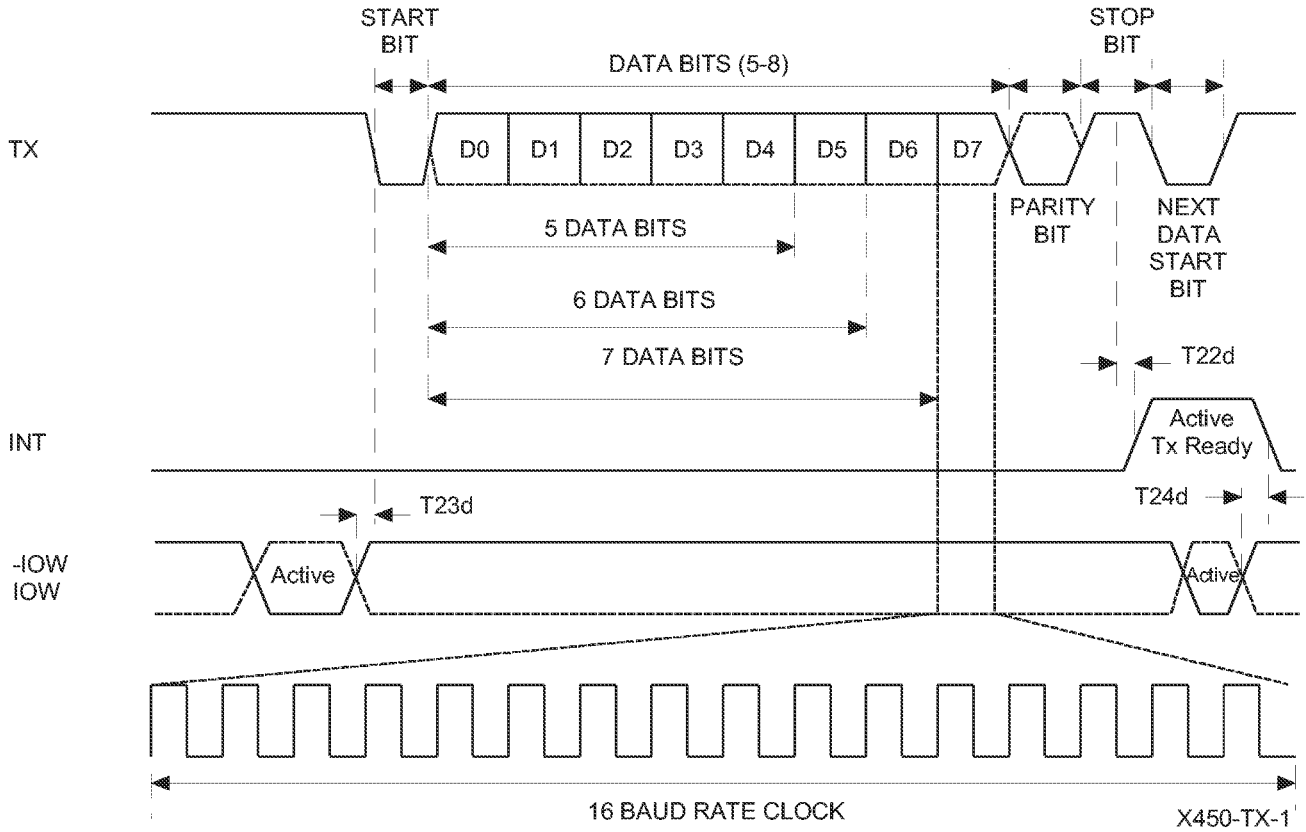 START
BIT
STOP
BIT
DATA BITS (5-8)
TX
D0 D1 D2 D3 D4 D5 D6 D7
PARITY
BIT
NEXT
DATA
START
BIT
5 DATA BITS
6 DATA BITS
7 DATA BITS
T22d
INT
Active
Tx Ready
T23d
T24d
-IOW
IOW
Active
Active
16 BAUD RATE CLOCK
X450-TX-1